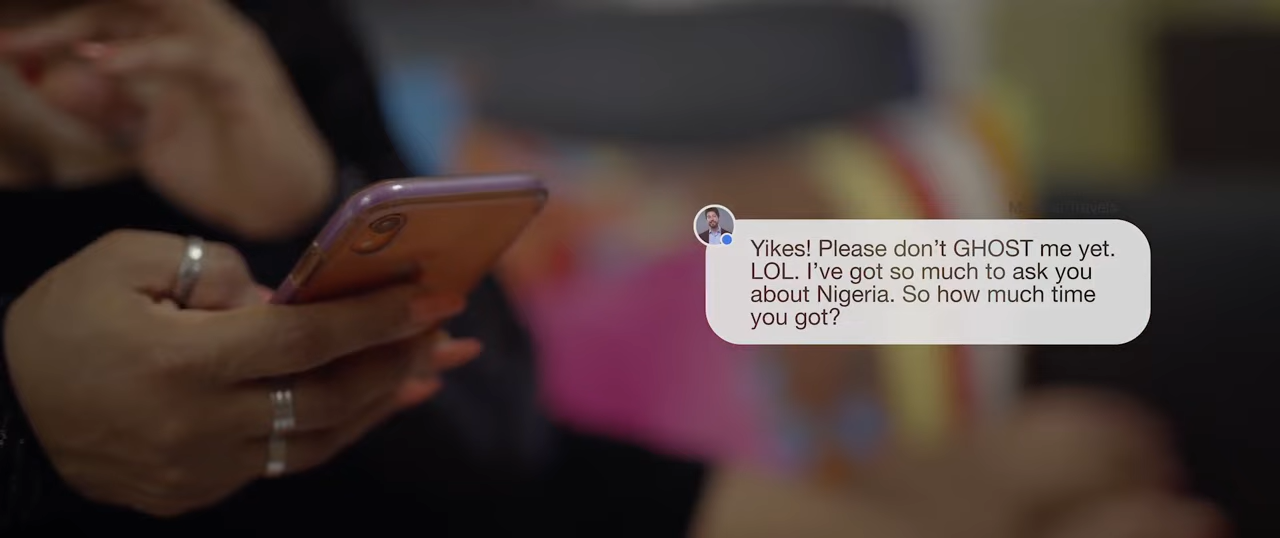 Yikes! Please don’t GHOST me yet.
LOL. I’ve got so much to ask you
about Nigeria. So how much time
you got?